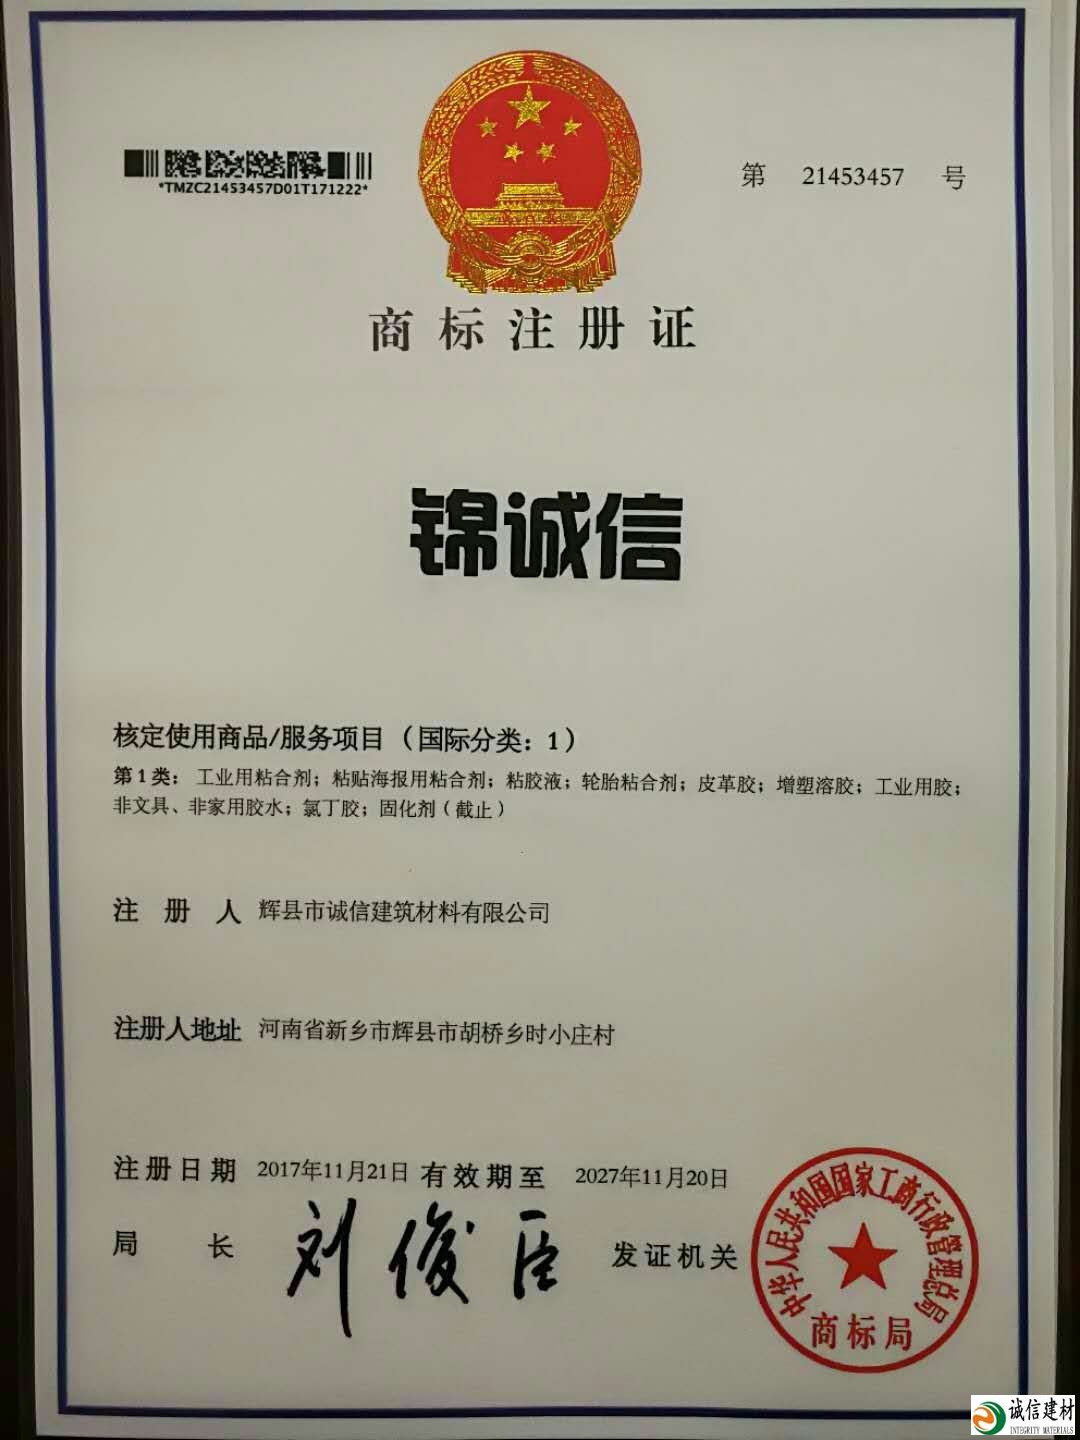 *TMZC21453457D01T171222*
第 21453457 号
商标注册证
锦诚信
核定使用商品/服务项目（国际分类：1）
第1类：工业用粘合剂；粘贴海报用粘合剂；粘胶液；轮胎粘合剂；皮革胶；增塑溶胶；工业用胶；
非文具、非家用胶水；氯丁胶；固化剂（截止）
注册人 辉县市诚信建筑材料有限公司
注册人地址 河南省新乡市辉县市胡桥乡时小庄村
注册日期 2017年11月21日 有效期至 2027年11月20日
局长 刘俊臣 发证机关
中华人民共和国国家工商行政管理总局
商标局
诚信建材
INTEGRITY MATERIALS